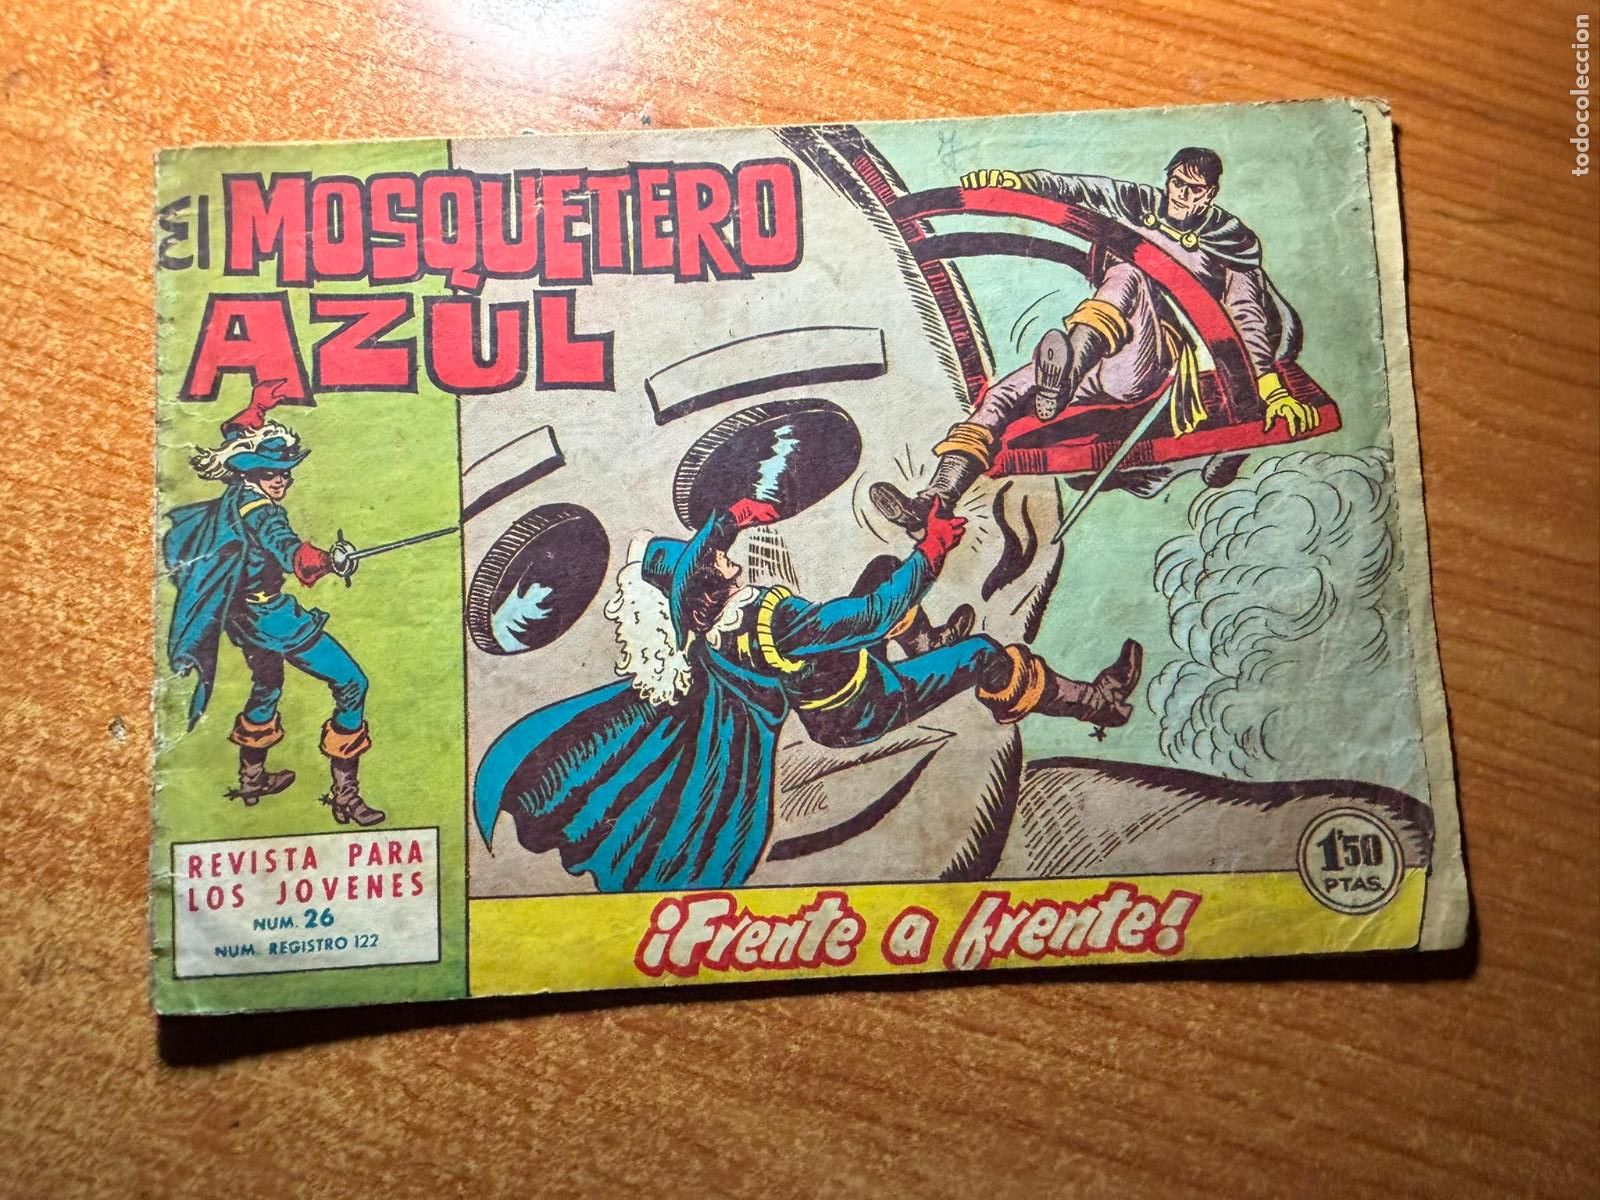 El MOSQUETERO
AZUL
REVISTA PARA
LOS JOVENES
NUM. 26
NUM. REGISTRO 122
¡Frente a frente!
1'50
PTAS.
todocoleccion